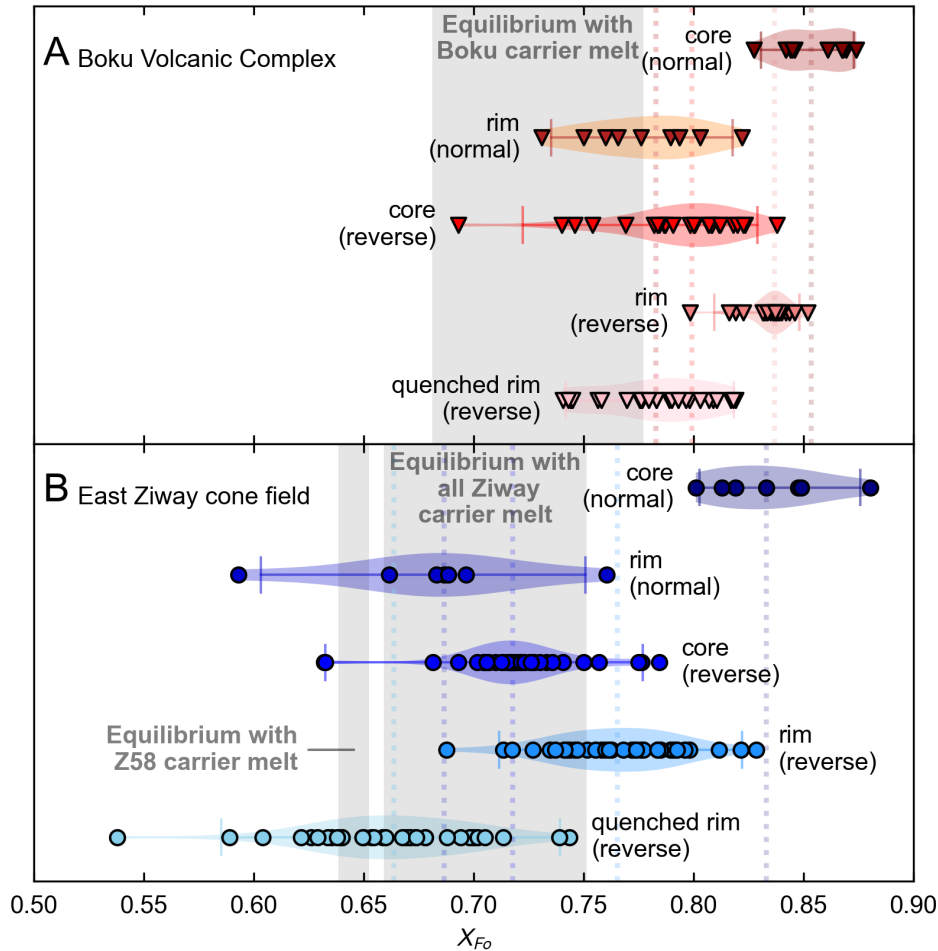 A Boku Volcanic Complex
Equilibrium with
Boku carrier melt
core
(normal)
rim
(normal)
core
(reverse)
rim
(reverse)
quenched rim
(reverse)
B East Ziway cone field
Equilibrium with
all Ziway
carrier melt
core
(normal)
rim
(normal)
core
(reverse)
Equilibrium with
Z58 carrier melt
rim
(reverse)
quenched rim
(reverse)
0.50 0.55 0.60 0.65 0.70 0.75 0.80 0.85 0.90
XFo